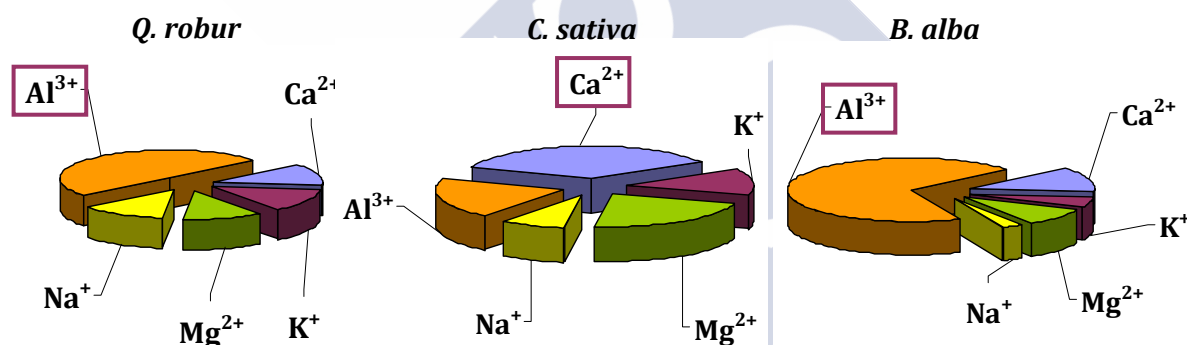 Q. robur
Al³⁺
Ca²⁺
Na⁺
Mg²⁺
K⁺
C. sativa
Ca²⁺
K⁺
Al³⁺
Na⁺
Mg²⁺
B. alba
Al³⁺
Ca²⁺
K⁺
Mg²⁺
Na⁺